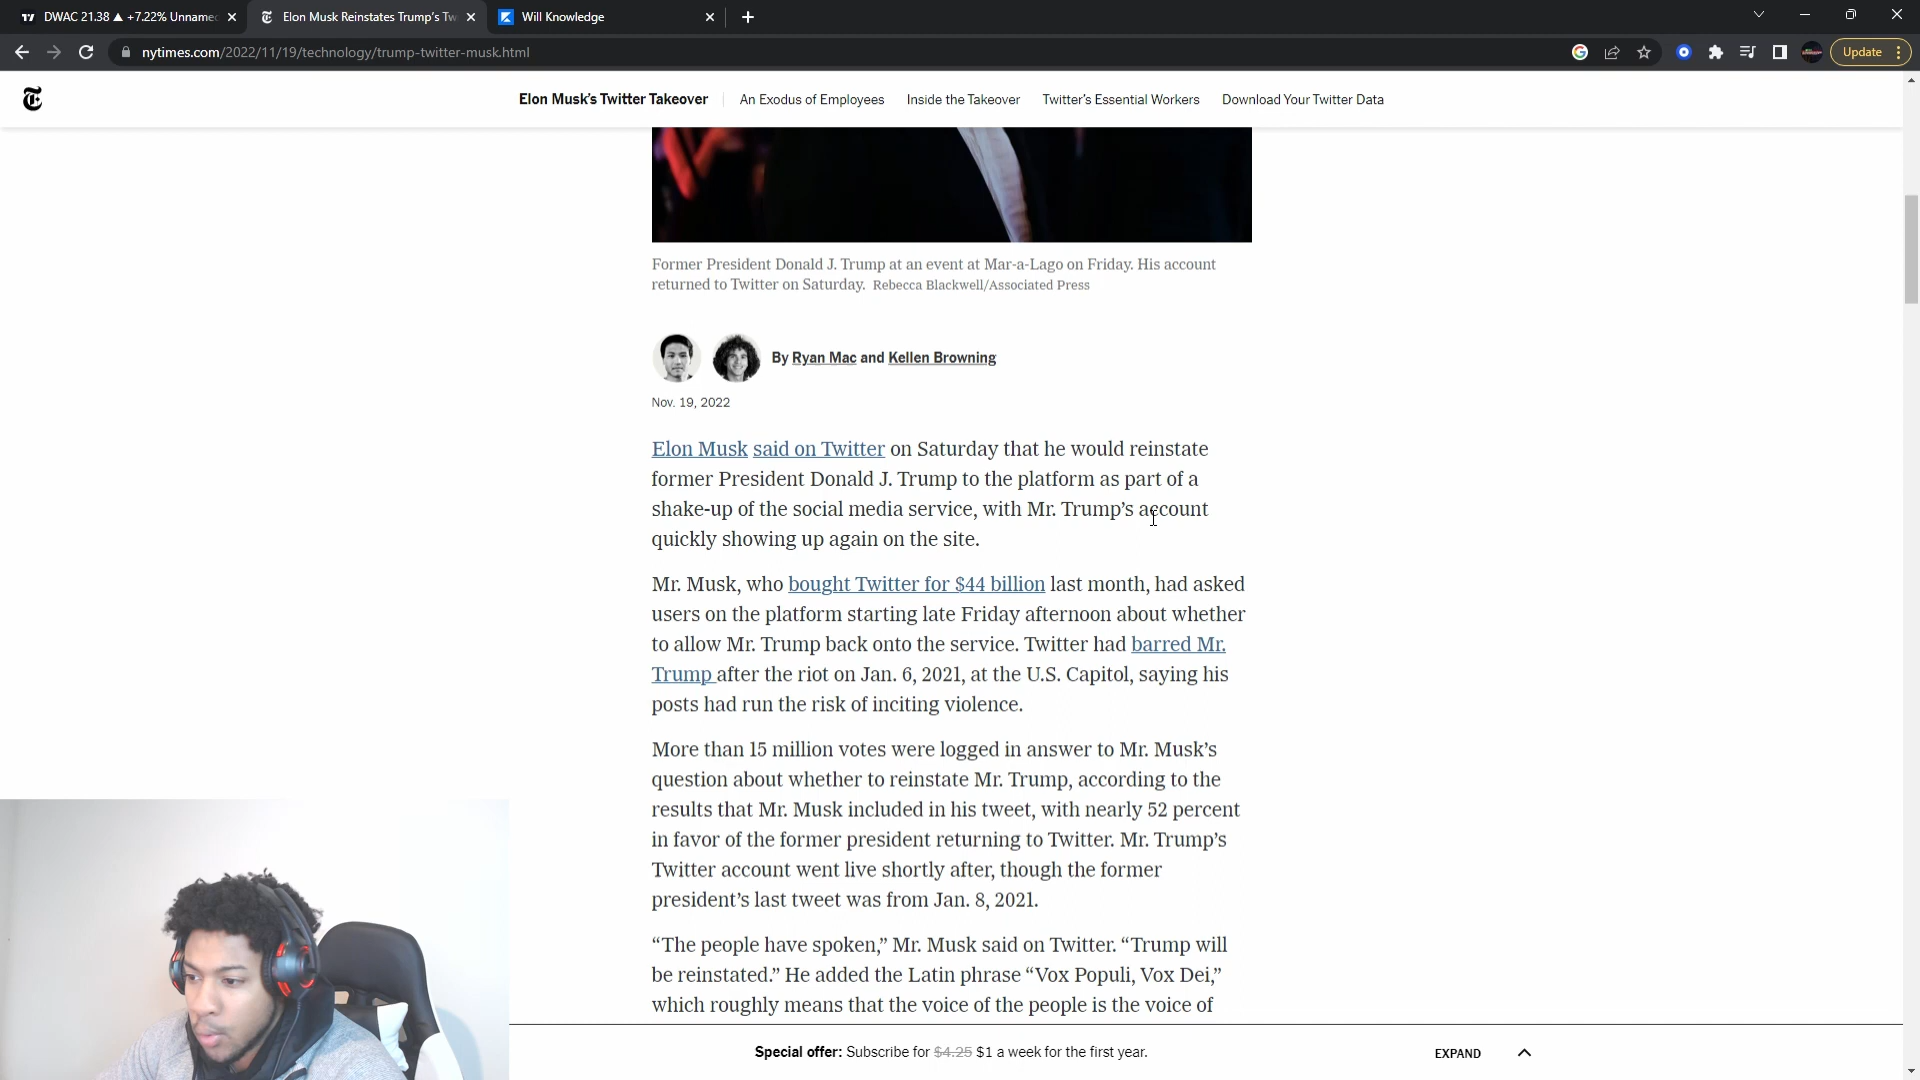 DWAC 21.38 ▲ +7.22% Unnamed
Elon Musk Reinstates Trump's Tw
Will Knowledge
nytimes.com/2022/11/19/technology/trump-twitter-musk.html
Update
Elon Musk's Twitter Takeover
An Exodus of Employees
Inside the Takeover
Twitter's Essential Workers
Download Your Twitter Data
Former President Donald J. Trump at an event at Mar-a-Lago on Friday. His account
returned to Twitter on Saturday. Rebecca Blackwell/Associated Press
By Ryan Mac and Kellen Browning
Nov. 19, 2022
Elon Musk said on Twitter on Saturday that he would reinstate
former President Donald J. Trump to the platform as part of a
shake-up of the social media service, with Mr. Trump's account
quickly showing up again on the site.
Mr. Musk, who bought Twitter for $44 billion last month, had asked
users on the platform starting late Friday afternoon about whether
to allow Mr. Trump back onto the service. Twitter had barred Mr.
Trump after the riot on Jan. 6, 2021, at the U.S. Capitol, saying his
posts had run the risk of inciting violence.
More than 15 million votes were logged in answer to Mr. Musk's
question about whether to reinstate Mr. Trump, according to the
results that Mr. Musk included in his tweet, with nearly 52 percent
in favor of the former president returning to Twitter. Mr. Trump's
Twitter account went live shortly after, though the former
president's last tweet was from Jan. 8, 2021.
“The people have spoken,” Mr. Musk said on Twitter. “Trump will
be reinstated.” He added the Latin phrase “Vox Populi, Vox Dei,”
which roughly means that the voice of the people is the voice of
Special offer: Subscribe for $4.25 $1 a week for the first year.
EXPAND